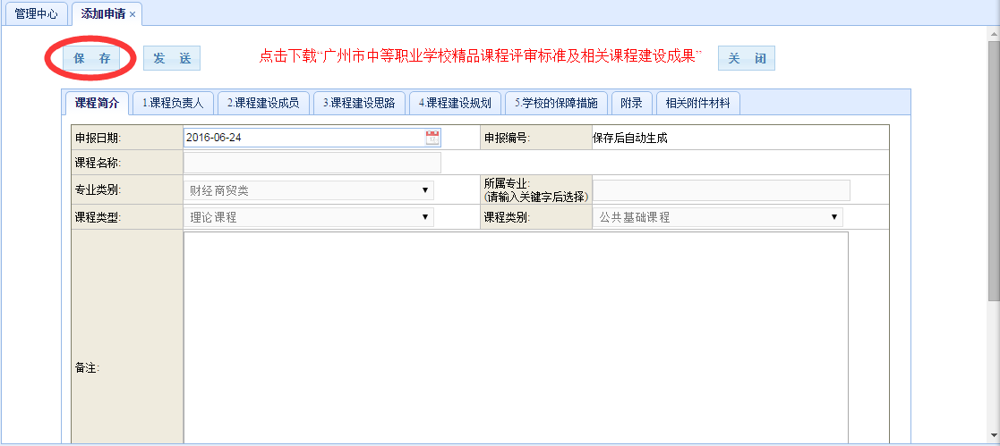 管理中心 添加申请 ×
保 存 发 送 点击下载“广州市中等职业学校精品课程评审标准及相关课程建设成果” 关 闭
课程简介 1.课程负责人 2.课程建设成员 3.课程建设思路 4.课程建设规划 5.学校的保障措施 附录 相关附件材料
申报日期: 2016-06-24 申报编号: 保存后自动生成
课程名称:
专业类别: 财经商贸类 所属专业:
(请输入关键字后选择)
课程类型: 理论课程 课程类别: 公共基础课程
备注: